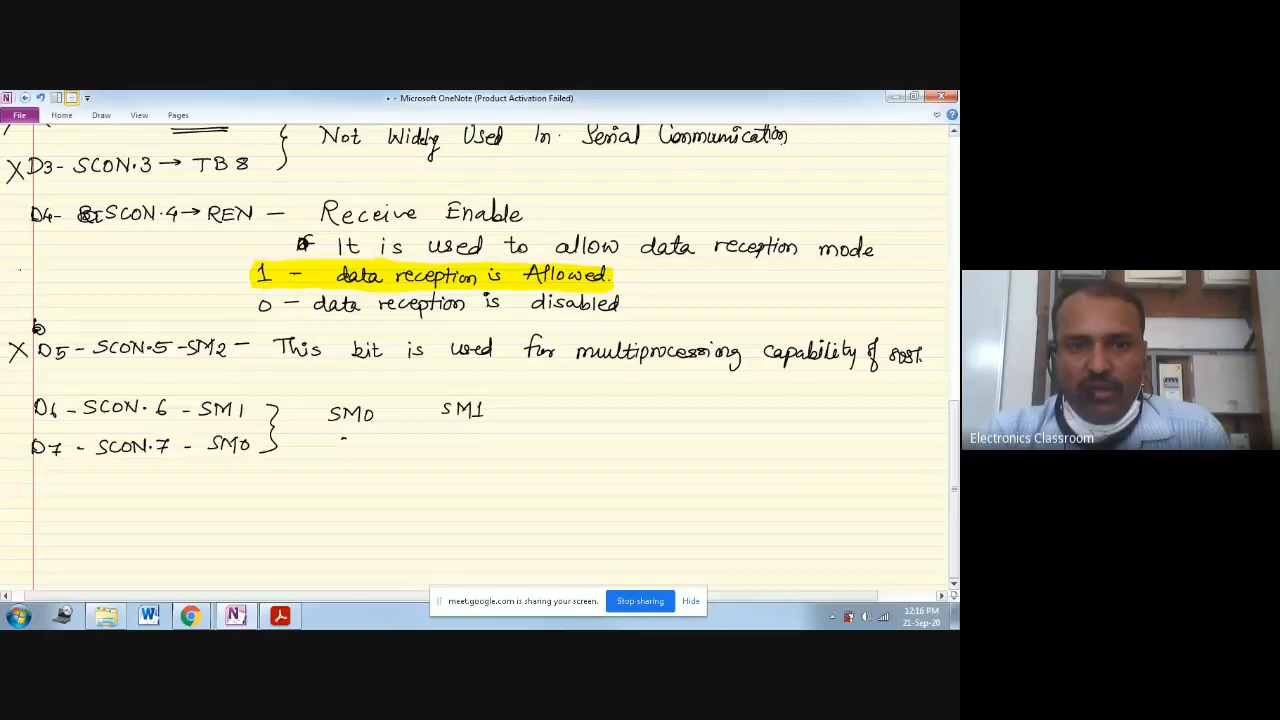 Microsoft OneNote (Product Activation Failed)
File Home Insert Draw View Pages
Not Widely Used In Serial Communication
X D3- SCON.3 → TB8
D4- SCON.4 → REN - Receive Enable
It is used to allow data reception mode
1 - data reception is Allowed.
0 - data reception is disabled
X D5 - SCON.5 - SM2 - This bit is used for multiprocessing capability of
D6 - SCON.6 - SM1 } SM0 SM1
D7 - SCON.7 - SM0
Electronics Classroom
meet.google.com is sharing your screen. Stop sharing Hide
12:16 PM
21-Sep-20